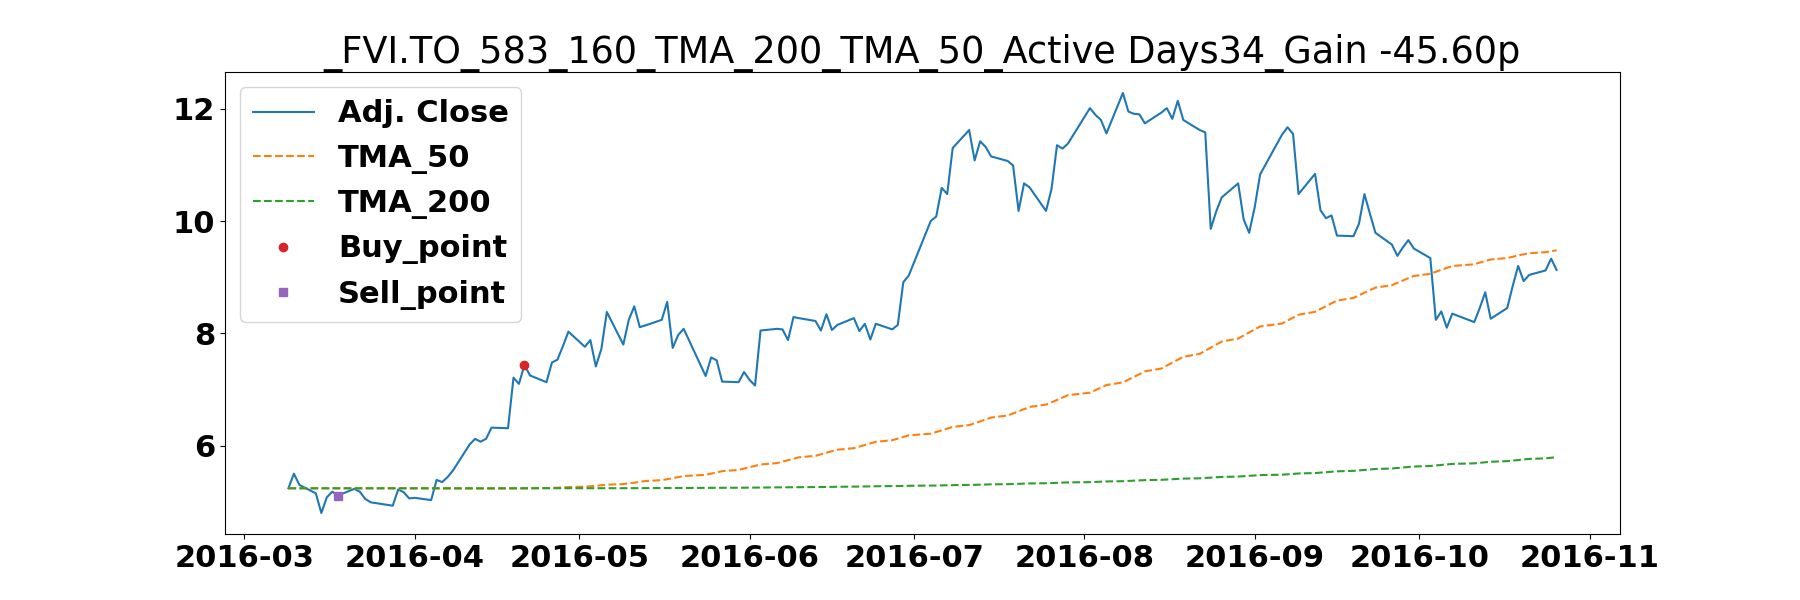 _FVI.TO_583_160_TMA_200_TMA_50_Active Days34_Gain -45.60p
Adj. Close
TMA_50
TMA_200
Buy_point
Sell_point
12
10
8
6
2016-03 2016-04 2016-05 2016-06 2016-07 2016-08 2016-09 2016-10 2016-11